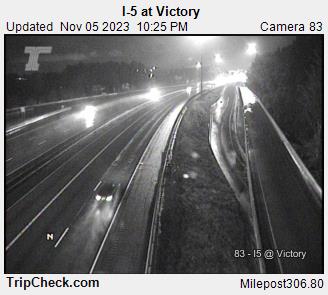 I-5 at Victory
Updated Nov 05 2023 10:25 PM Camera 83
T
N
83 - I5 @ Victory
TripCheck.com Milepost306.80